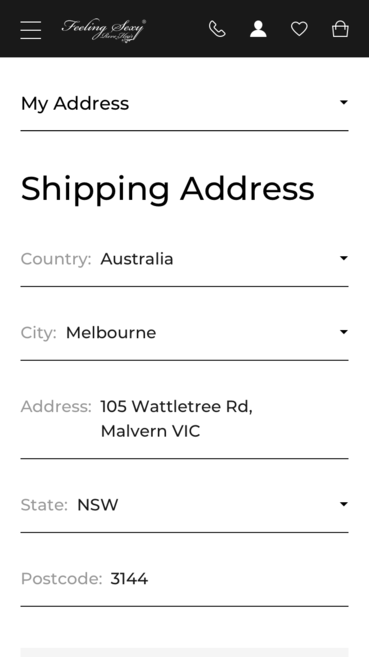 Feeling Sexy®
My Address
Shipping Address
Country: Australia
City: Melbourne
Address: 105 Wattletree Rd,
Malvern VIC
State: NSW
Postcode: 3144